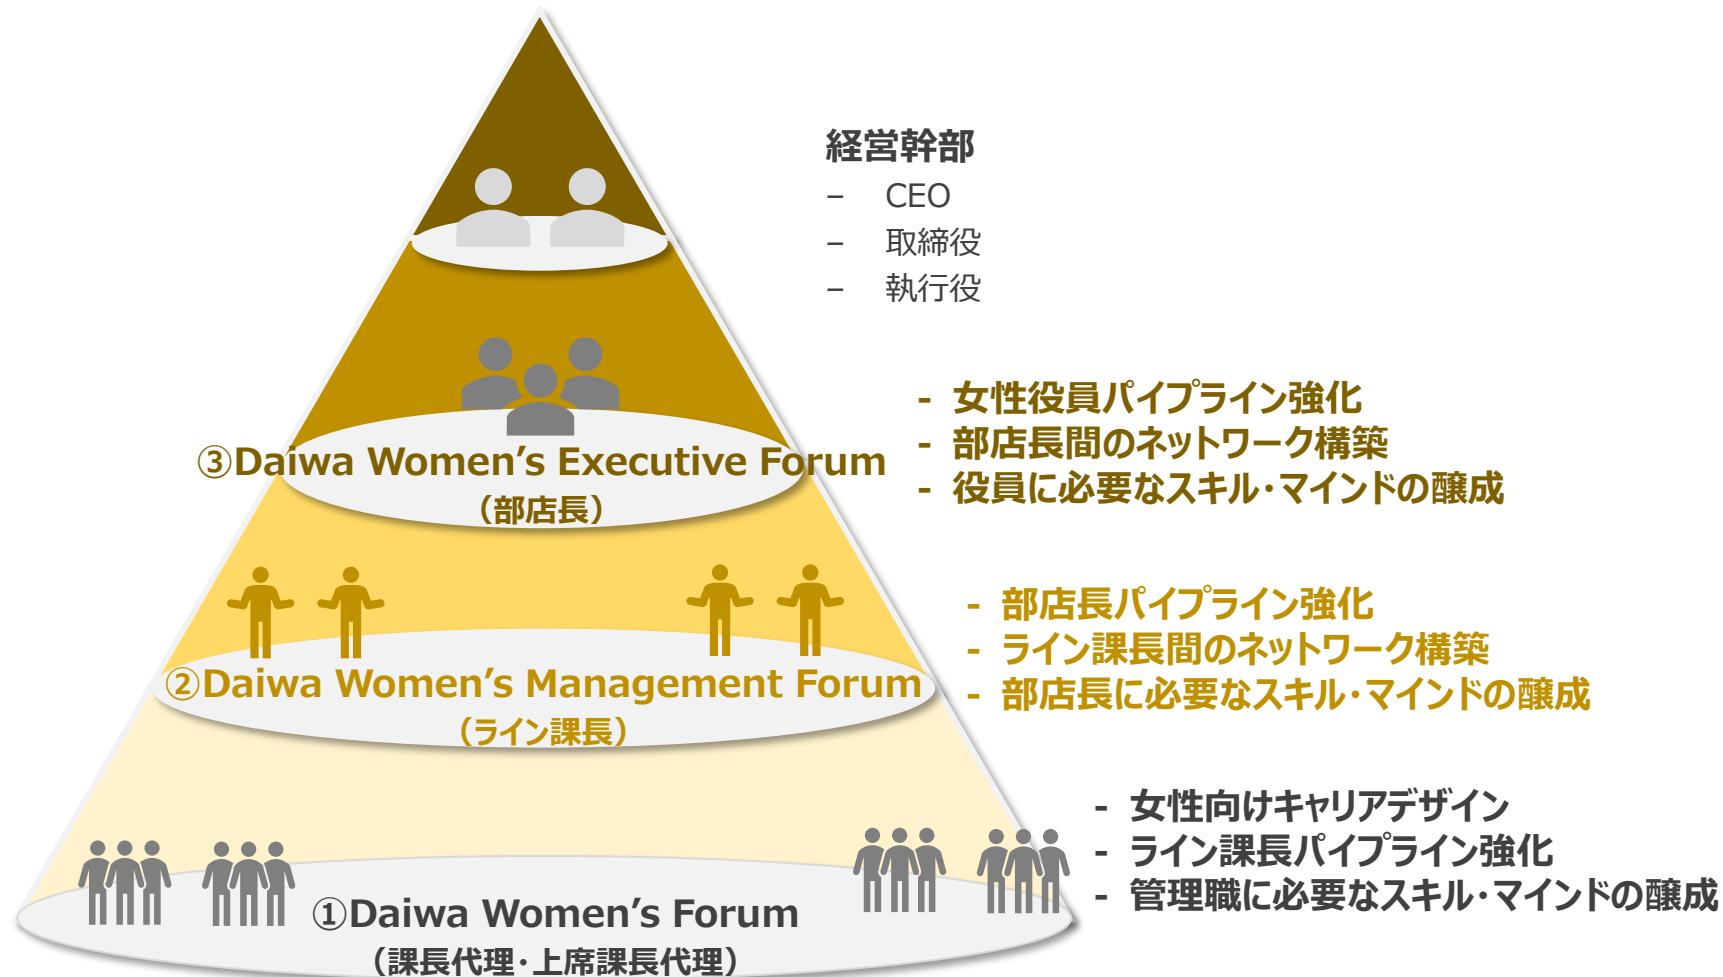 経営幹部
– CEO
– 取締役
– 執行役
- 女性役員パイプライン強化
- 部店長間のネットワーク構築
- 役員に必要なスキル・マインドの醸成
③Daiwa Women’s Executive Forum
（部店長）
- 部店長パイプライン強化
- ライン課長間のネットワーク構築
- 部店長に必要なスキル・マインドの醸成
②Daiwa Women’s Management Forum
（ライン課長）
- 女性向けキャリアデザイン
- ライン課長パイプライン強化
- 管理職に必要なスキル・マインドの醸成
①Daiwa Women’s Forum
（課長代理・上席課長代理）